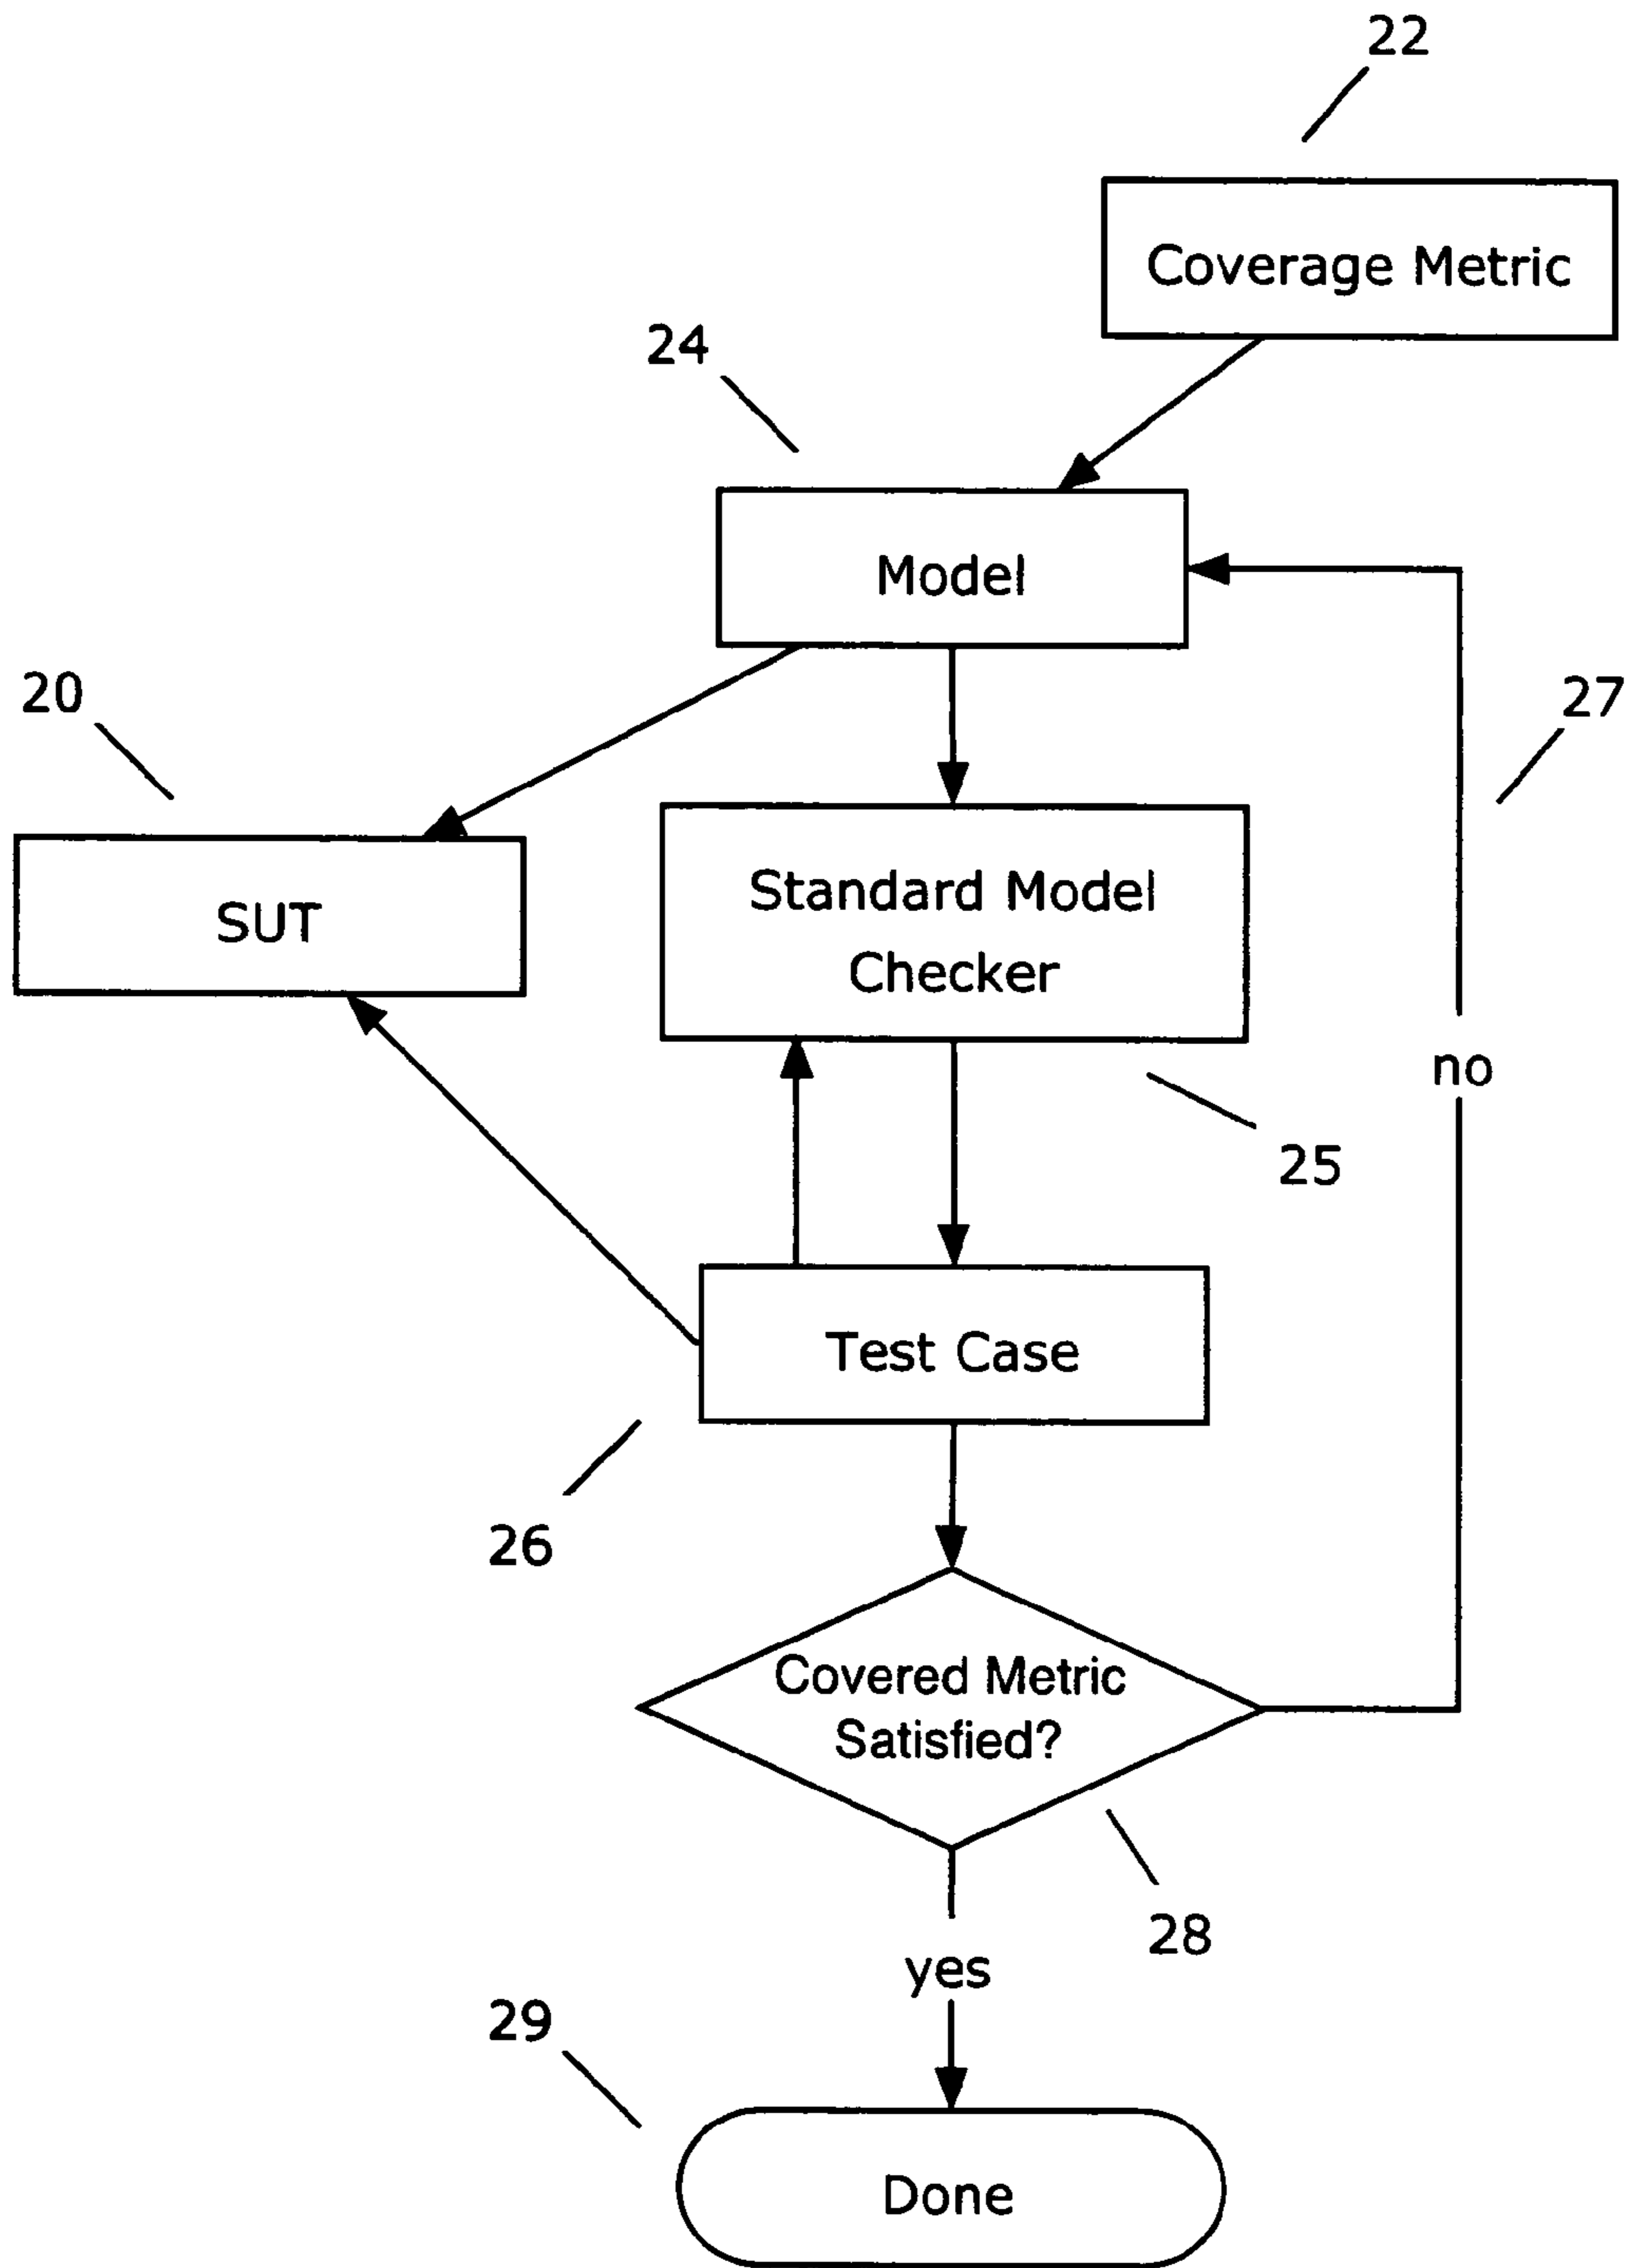 22
Coverage Metric
24
Model
20
27
SUT
Standard Model
Checker
no
25
Test Case
26
Covered Metric
Satisfied?
28
yes
29
Done